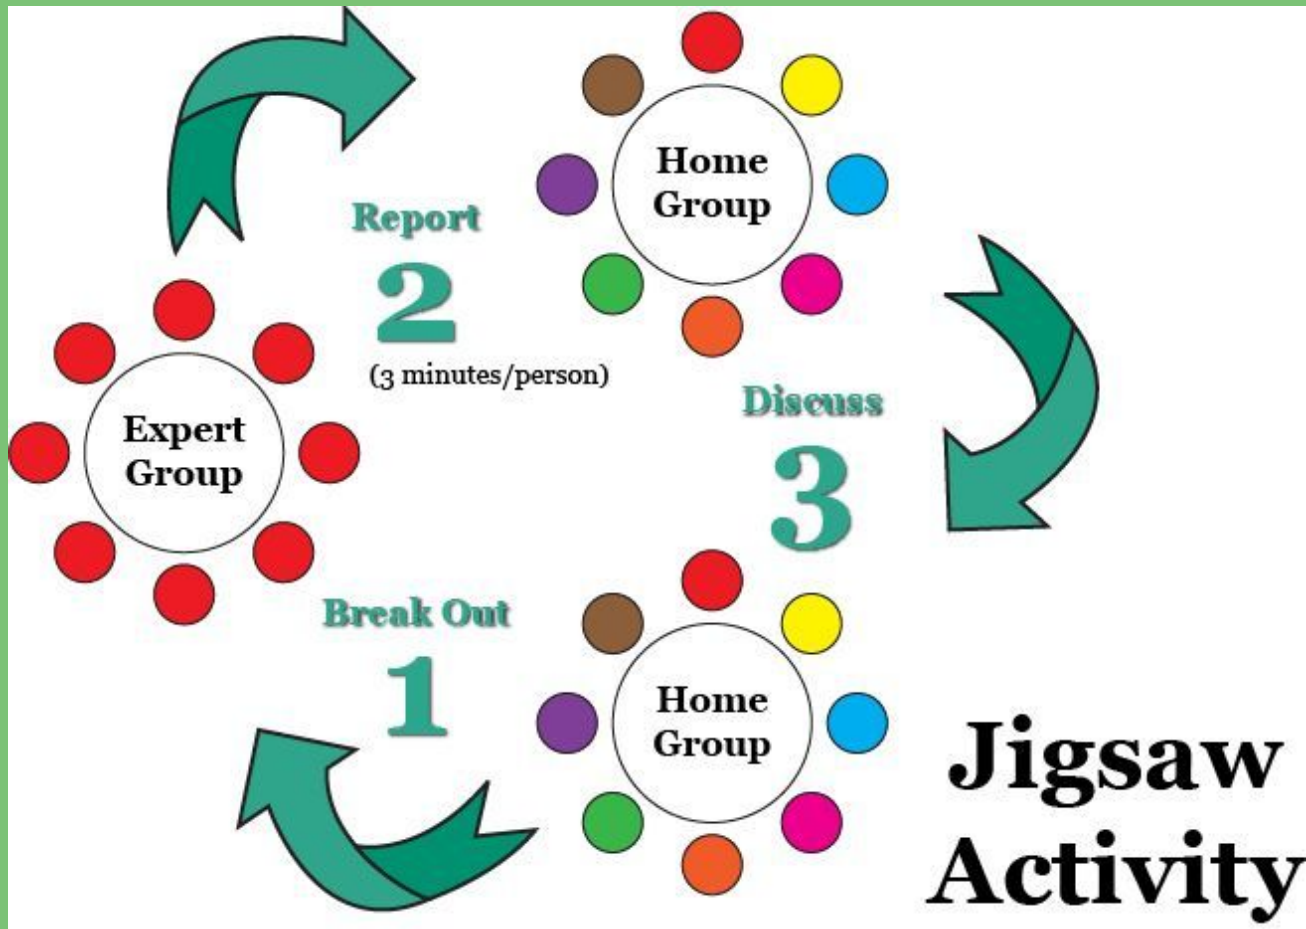 Home
Group
Report
2
(3 minutes/person)
Expert
Group
Discuss
3
Break Out
1
Home
Group
Jigsaw
Activity